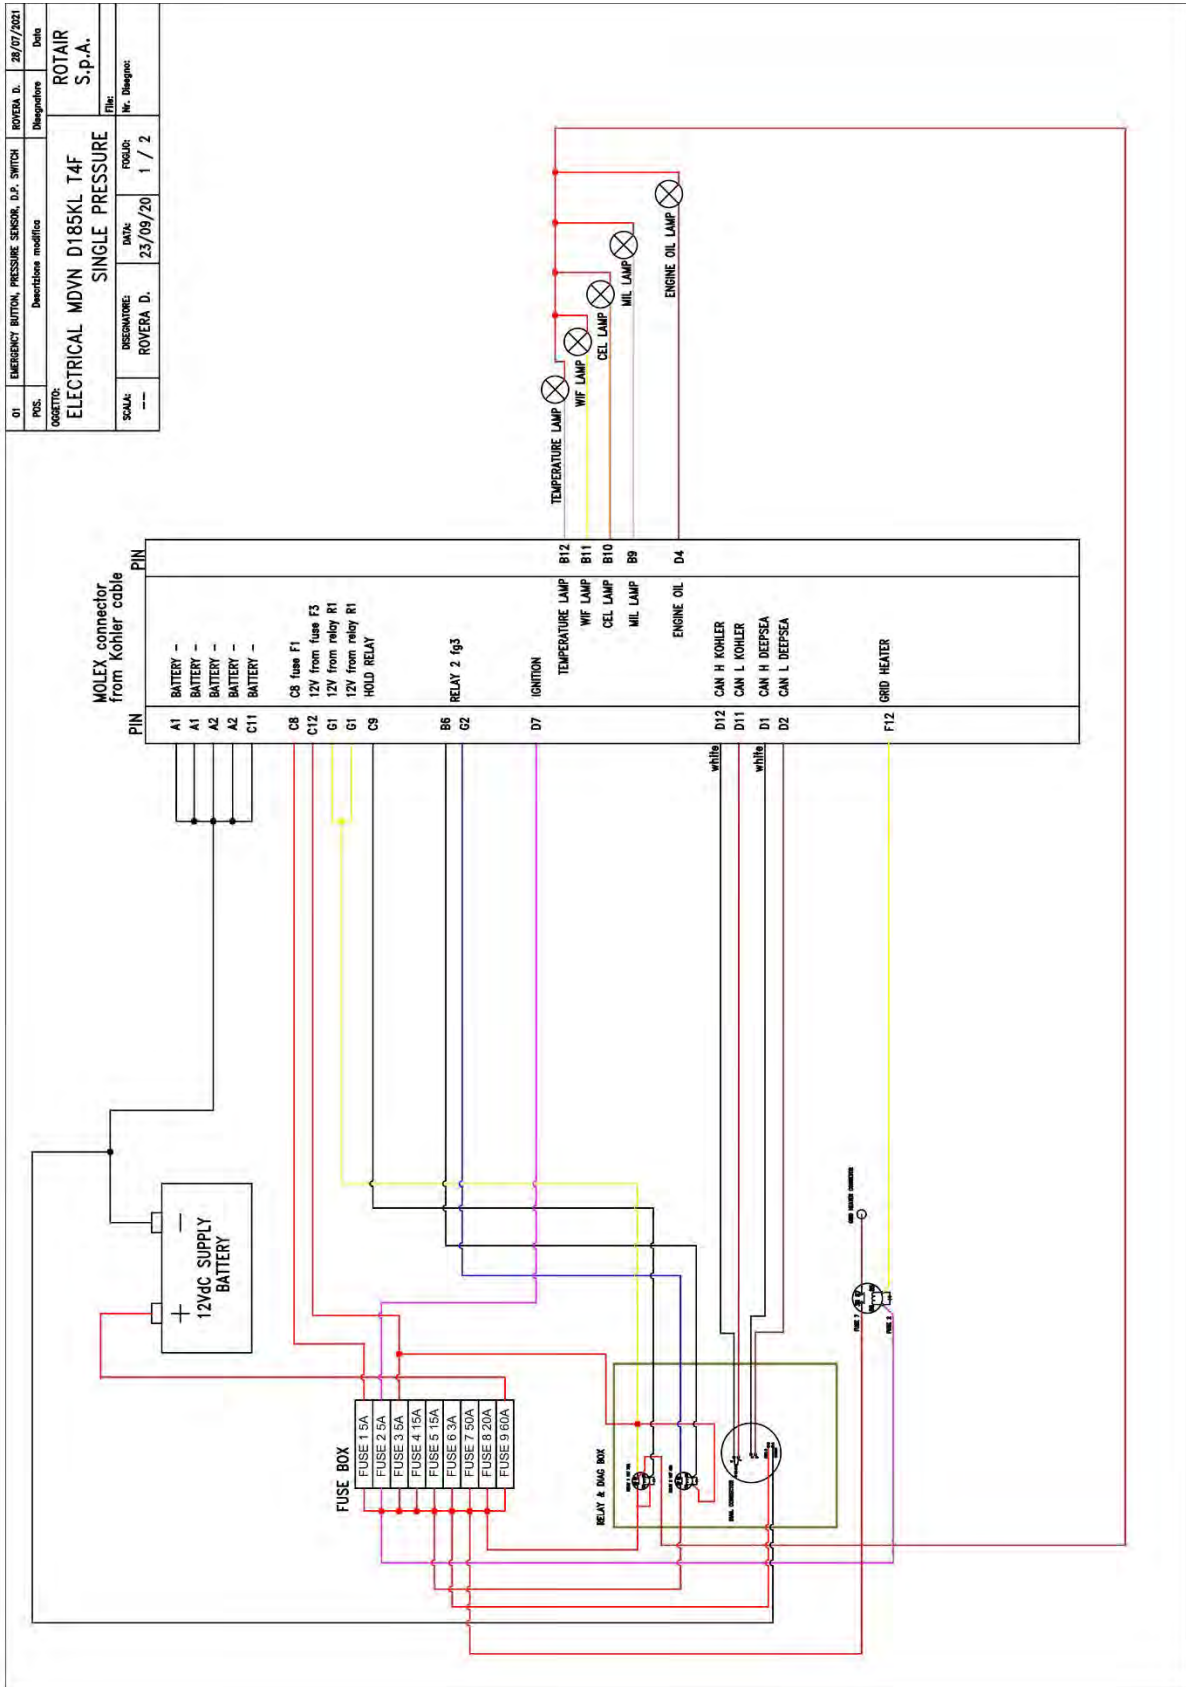 01 EMERGENCY BUTTON, PRESSURE SENSOR, D.P. SWITCH ROVERA D. 28/07/2021
POS. Descrizione modifica Disegnatore Data
OGGETTO:
ELECTRICAL MDVN D185KL T4F
SINGLE PRESSURE
ROTAIR
S.p.A.
File:
SCALA:
--
DISEGNATORE:
ROVERA D.
DATA:
23/09/20
FOGLIO:
1 / 2
Nr. Disegno:
MOLEX connector
from Kohler cable
PIN
PIN
A1 BATTERY -
A1 BATTERY -
A2 BATTERY -
A2 BATTERY -
C11 BATTERY -
C8 C8 fuse F1
C12 12V from fuse F3
G1 12V from relay R1
G1 12V from relay R1
C9 HOLD RELAY
B6
G2 RELAY 2 fg3
D7 IGNITION
TEMPERATURE LAMP B12
WIF LAMP B11
CEL LAMP B10
MIL LAMP B9
ENGINE OIL D4
white D12 CAN H KOHLER
D11 CAN L KOHLER
white D1 CAN H DEEPSEA
D2 CAN L DEEPSEA
F12 GRID HEATER
TEMPERATURE LAMP
WIF LAMP
CEL LAMP
MIL LAMP
ENGINE OIL LAMP
12VdC SUPPLY
BATTERY
+
-
FUSE BOX
FUSE 1 5A
FUSE 2 5A
FUSE 3 5A
FUSE 4 15A
FUSE 5 15A
FUSE 6 3A
FUSE 7 50A
FUSE 8 20A
FUSE 9 60A
RELAY & DIAG BOX
FUSE 7
FUSE 2